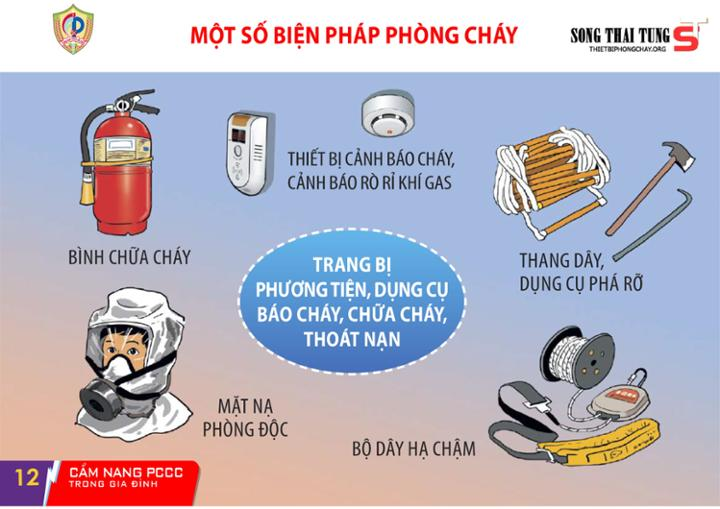 MỘT SỐ BIỆN PHÁP PHÒNG CHÁY
SONG THAI TUNG
THIETBIPHONGCHAY.ORG
ST
THIẾT BỊ CẢNH BÁO CHÁY,
CẢNH BÁO RÒ RỈ KHÍ GAS
BÌNH CHỮA CHÁY
THANG DÂY,
DỤNG CỤ PHÁ RỠ
TRANG BỊ
PHƯƠNG TIỆN, DỤNG CỤ
BÁO CHÁY, CHỮA CHÁY,
THOÁT NẠN
MẶT NẠ
PHÒNG ĐỘC
BỘ DÂY HẠ CHẬM
12
CẨM NANG PCCC
TRONG GIA ĐÌNH